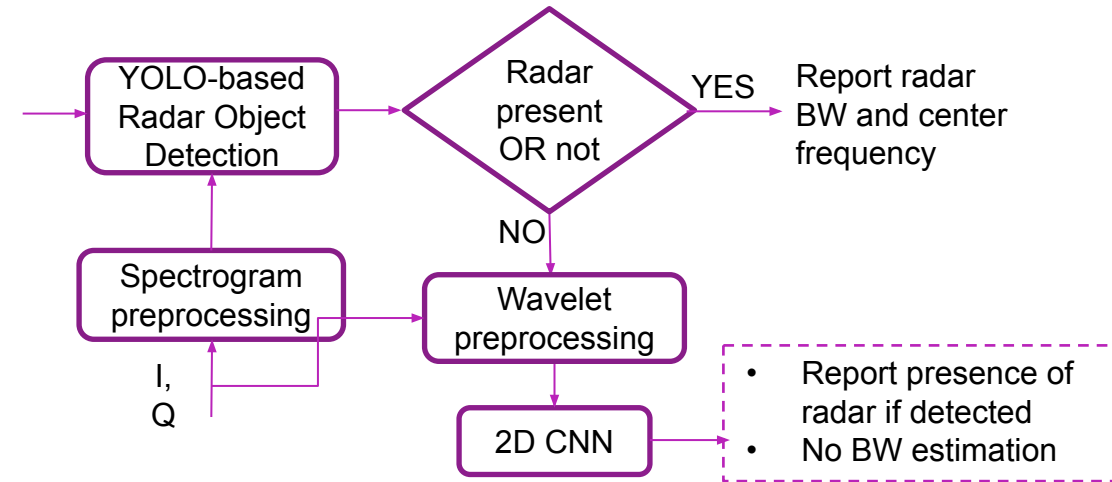 YOLO-based
Radar Object
Detection
Radar
present
OR not
YES
Report radar
BW and center
frequency
NO
Spectrogram
preprocessing
Wavelet
preprocessing
I,
Q
2D CNN
• Report presence of
radar if detected
• No BW estimation